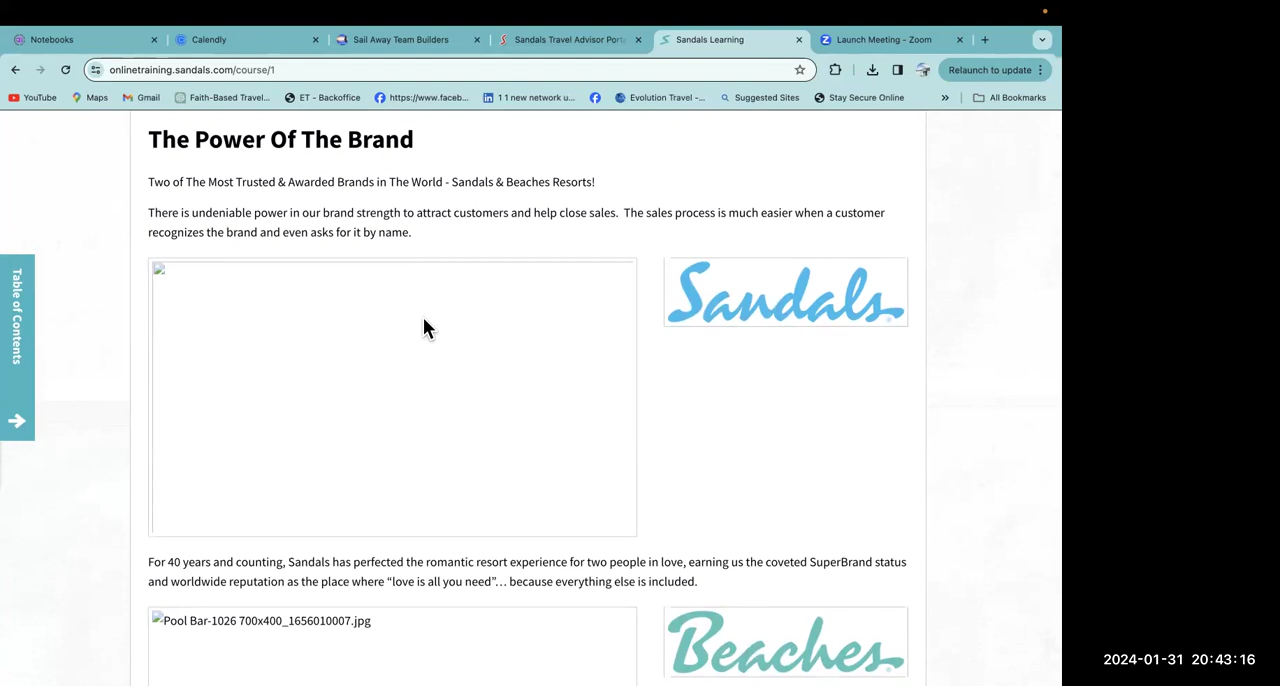 Notebooks
Calendly
Sail Away Team Builders
Sandals Travel Advisor Port
Sandals Learning
Launch Meeting - Zoom
onlinetraining.sandals.com/course/1
Relaunch to update
YouTube
Maps
Gmail
Faith-Based Travel...
ET - Backoffice
https://www.faceb...
1 1 new network u...
Evolution Travel -...
Suggested Sites
Stay Secure Online
»
All Bookmarks
The Power Of The Brand
Two of The Most Trusted & Awarded Brands in The World - Sandals & Beaches Resorts!
There is undeniable power in our brand strength to attract customers and help close sales.  The sales process is much easier when a customer
recognizes the brand and even asks for it by name.
Table of Contents
Sandals®
For 40 years and counting, Sandals has perfected the romantic resort experience for two people in love, earning us the coveted SuperBrand status
and worldwide reputation as the place where “love is all you need”... because everything else is included.
Pool Bar-1026 700x400_1656010007.jpg
Beaches®
2024-01-31 20:43:16